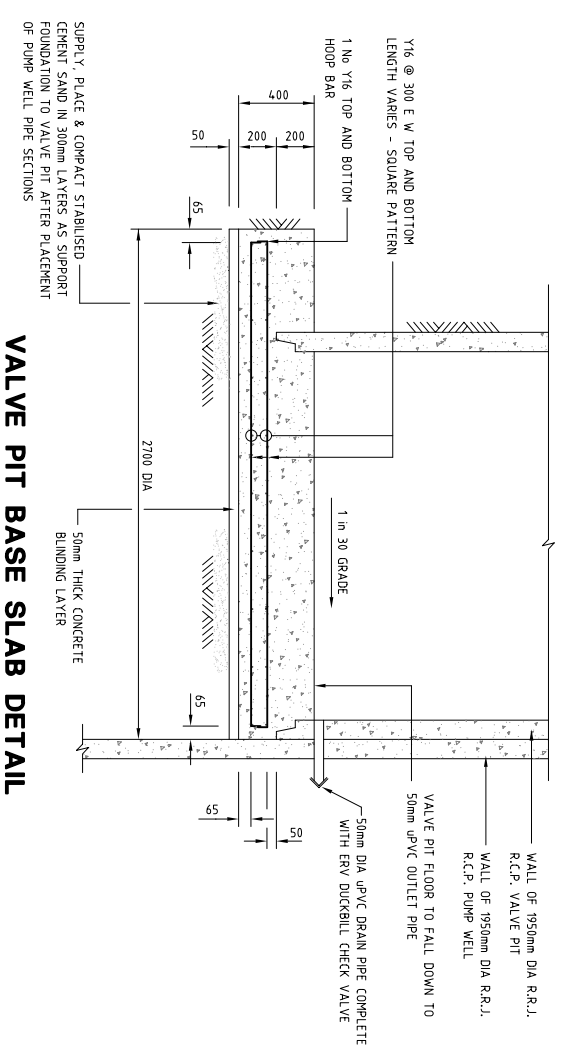 Y16 @ 300 E W TOP AND BOTTOM
LENGTH VARIES - SQUARE PATTERN
1 No Y16 TOP AND BOTTOM
HOOP BAR
400
200
200
50
65
SUPPLY, PLACE & COMPACT STABILISED
CEMENT SAND IN 300mm LAYERS AS SUPPORT
FOUNDATION TO VALVE PIT AFTER PLACEMENT
OF PUMP WELL PIPE SECTIONS
1 in 30 GRADE
2700 DIA
50mm THICK CONCRETE
BLINDING LAYER
WALL OF 1950mm DIA R.R.J.
R.C.P. VALVE PIT
WALL OF 1950mm DIA R.R.J.
R.C.P. PUMP WELL
VALVE PIT FLOOR TO FALL DOWN TO
50mm uPVC OUTLET PIPE
50mm DIA uPVC DRAIN PIPE COMPLETE
WITH ERV DUCKBILL CHECK VALVE
50
65
65
VALVE PIT BASE SLAB DETAIL